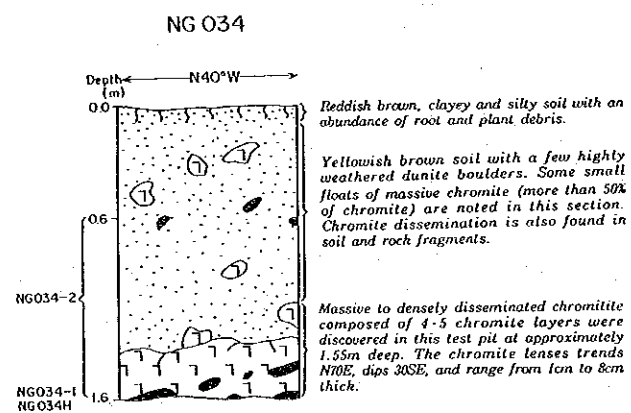 NG 034
Depth
(m)
N40°W
0.0
Reddish brown, clayey and silty soil with an
abundance of root and plant debris.
Yellowish brown soil with a few highly
weathered dunite boulders. Some small
floats of massive chromite (more than 50%
of chromite) are noted in this section.
Chromite dissemination is also found in
soil and rock fragments.
0.6
NG034-2
Massive to densely disseminated chromitite
composed of 4-5 chromite layers were
discovered in this test pit at approximately
1.55m deep. The chromite lenses trends
N70E, dips 30SE, and range from 1cm to 8cm
thick.
NG034-1
NG034H
1.6